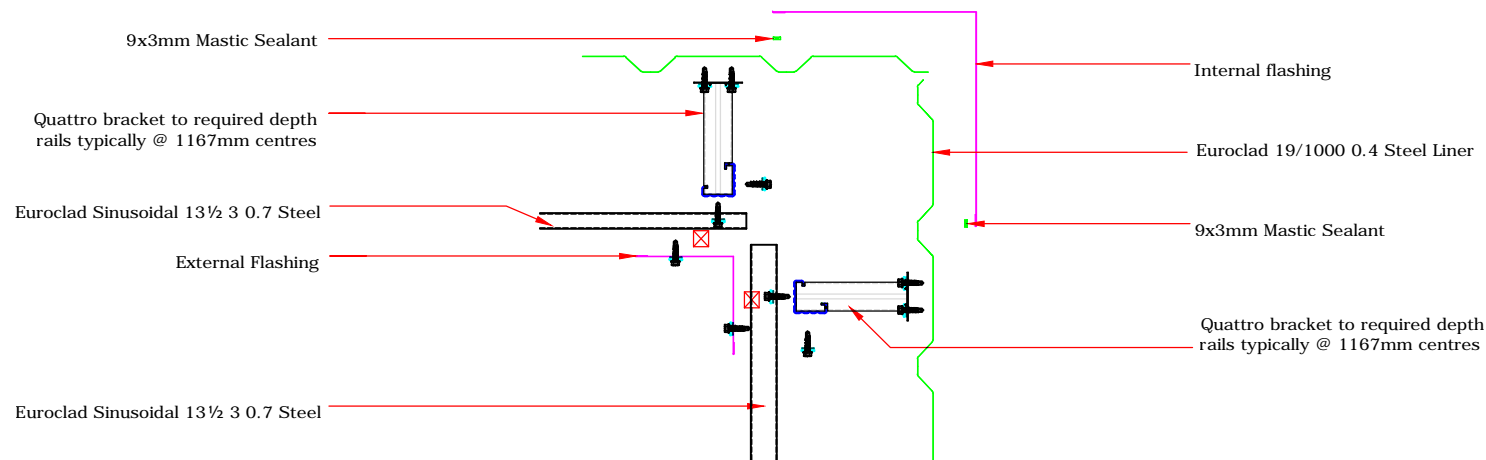 9x3mm Mastic Sealant
Internal flashing
Quattro bracket to required depth
rails typically @ 1167mm centres
Euroclad 19/1000 0.4 Steel Liner
Euroclad Sinusoidal 13½ 3 0.7 Steel
9x3mm Mastic Sealant
External Flashing
Quattro bracket to required depth
rails typically @ 1167mm centres
Euroclad Sinusoidal 13½ 3 0.7 Steel